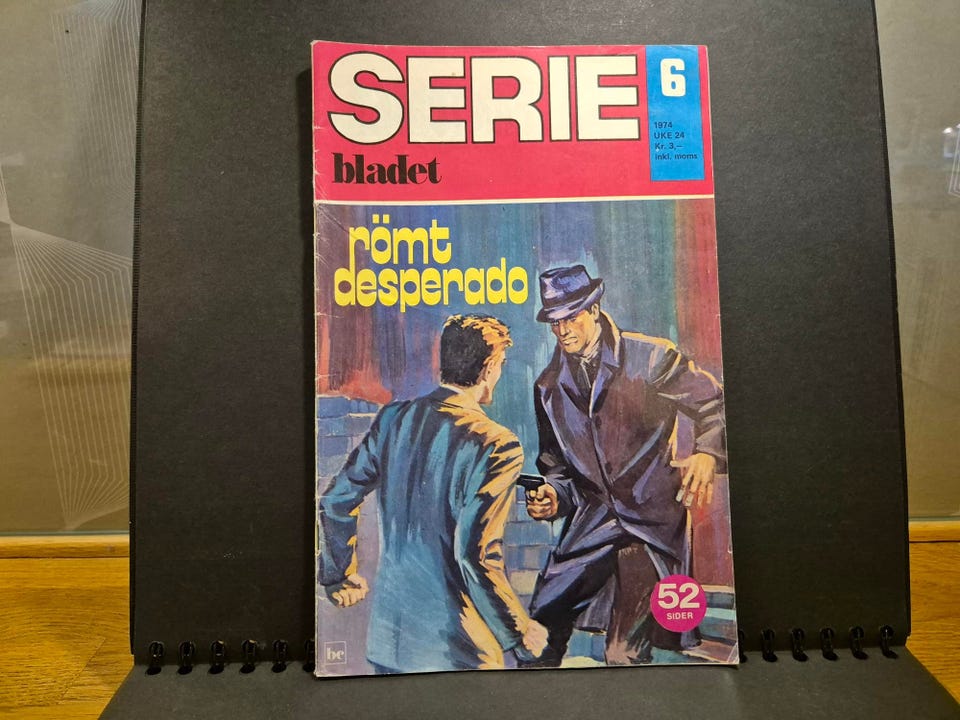 SERIE
bladet
6
1974
UKE 24
Kr. 3,–
inkl. moms
römt
desperado
52
SIDER
be